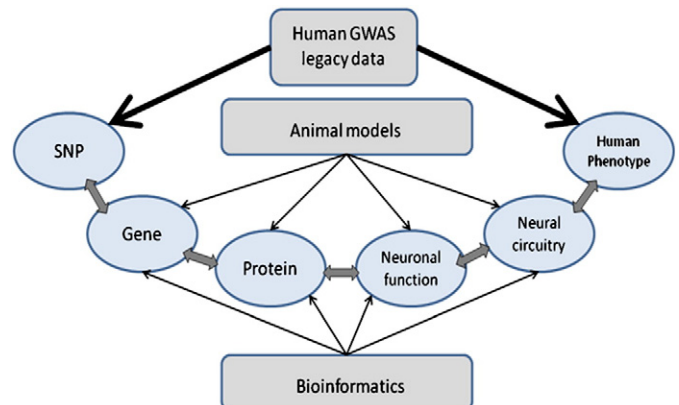 Human GWAS
legacy data
SNP
Animal models
Human
Phenotype
Gene
Protein
Neuronal
function
Neural
circuitry
Bioinformatics